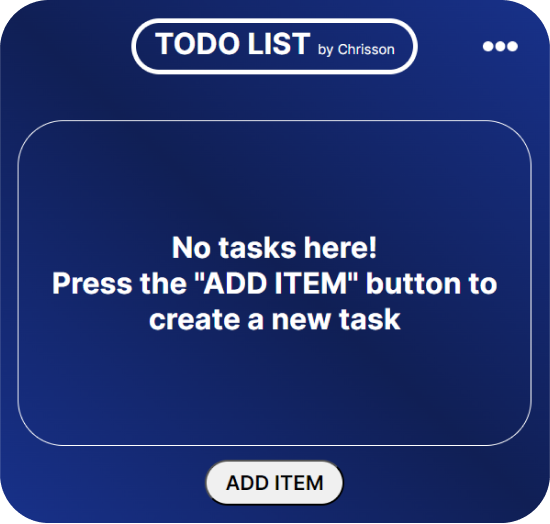 TODO LIST by Chrisson
No tasks here!
Press the "ADD ITEM" button to
create a new task
ADD ITEM